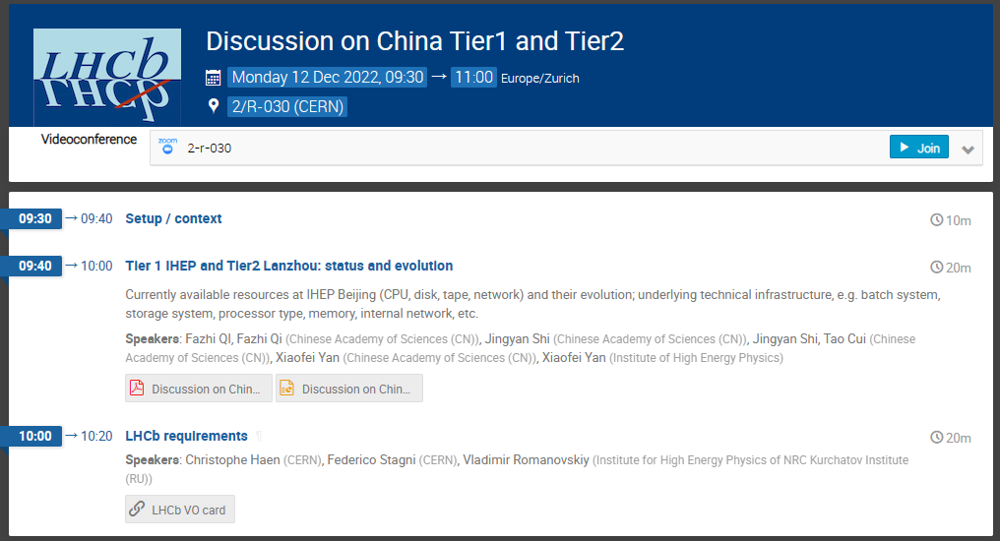 LHCb
LHCb
Discussion on China Tier1 and Tier2
Monday 12 Dec 2022, 09:30 → 11:00 Europe/Zurich
2/R-030 (CERN)
Videoconference
zoom
2-r-030
Join
09:30 → 09:40 Setup / context 10m
09:40 → 10:00 Tier 1 IHEP and Tier2 Lanzhou: status and evolution 20m
Currently available resources at IHEP Beijing (CPU, disk, tape, network) and their evolution; underlying technical infrastructure, e.g. batch system,
storage system, processor type, memory, internal network, etc.
Speakers: Fazhi QI, Fazhi Qi (Chinese Academy of Sciences (CN)), Jingyan Shi (Chinese Academy of Sciences (CN)), Jingyan Shi, Tao Cui (Chinese
Academy of Sciences (CN)), Xiaofei Yan (Chinese Academy of Sciences (CN)), Xiaofei Yan (Institute of High Energy Physics)
Discussion on Chin... Discussion on Chin...
10:00 → 10:20 LHCb requirements ¶ 20m
Speakers: Christophe Haen (CERN), Federico Stagni (CERN), Vladimir Romanovskiy (Institute for High Energy Physics of NRC Kurchatov Institute
(RU))
LHCb VO card